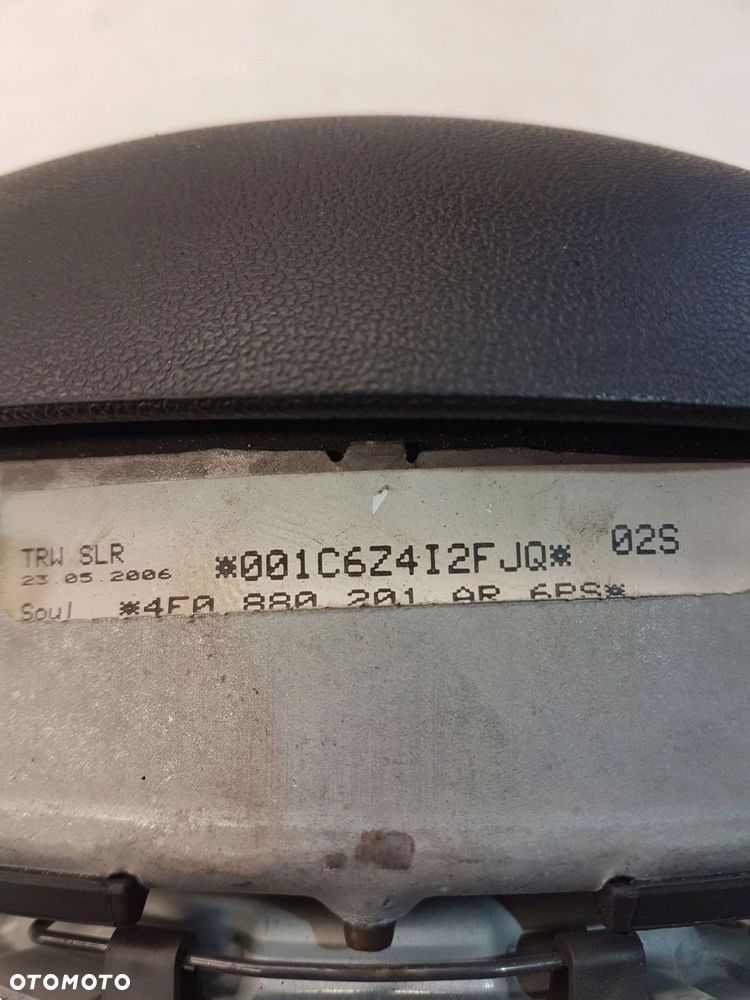 TRW SLR *001C6Z4I2FJQ* 02S
23.05.2006
Soul *4F0 880 201 AR 6PS*
OTOMOTO